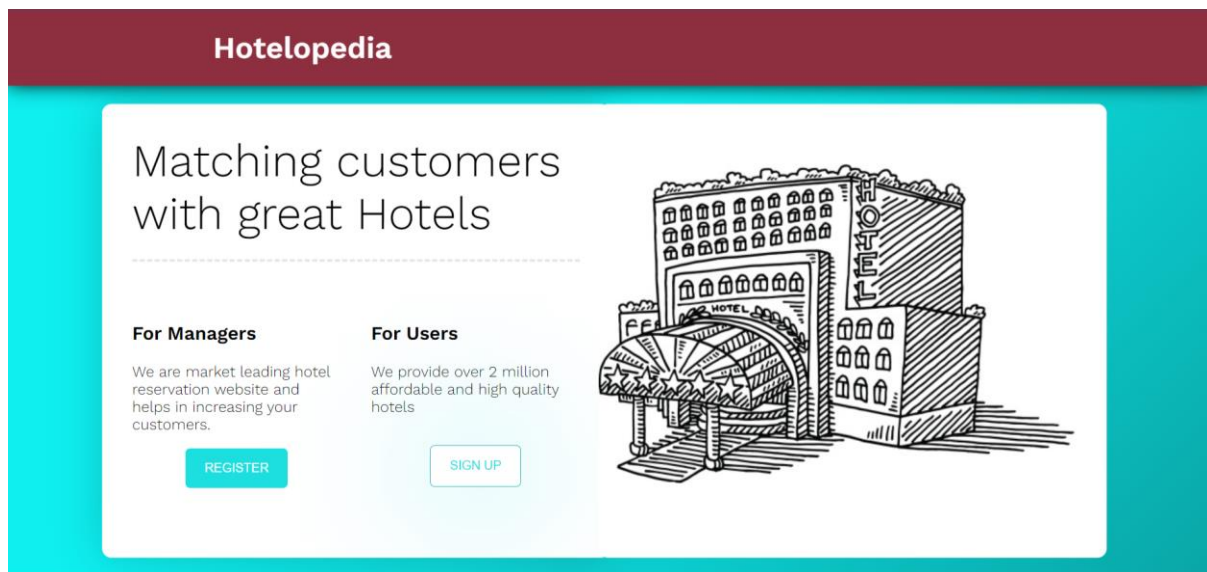 Hotelopedia
Matching customers
with great Hotels
For Managers
We are market leading hotel
reservation website and
helps in increasing your
customers.
REGISTER
For Users
We provide over 2 million
affordable and high quality
hotels
SIGN UP
HOTEL
HOTEL